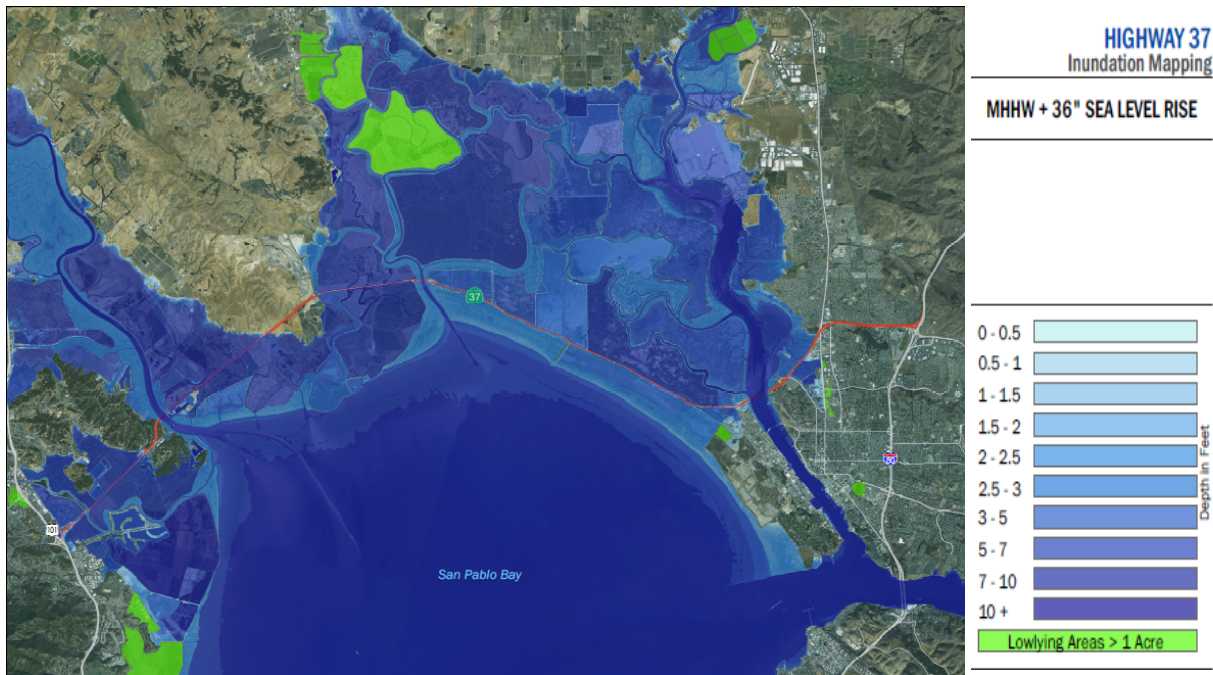 HIGHWAY 37
Inundation Mapping
MHHW + 36" SEA LEVEL RISE
37
80
101
San Pablo Bay
0 - 0.5
0.5 - 1
1 - 1.5
1.5 - 2
2 - 2.5
2.5 - 3
3 - 5
5 - 7
7 - 10
10 +
Depth in Feet
Lowlying Areas > 1 Acre